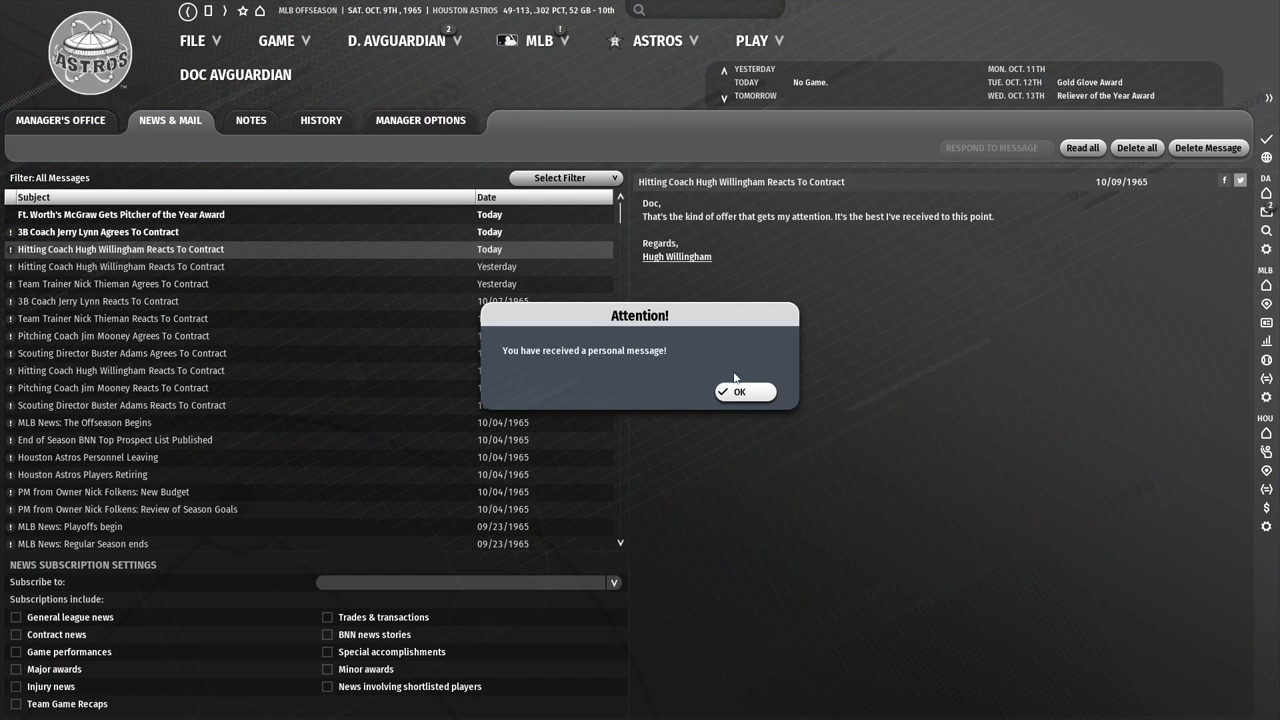 MLB OFFSEASON | SAT. OCT. 9TH , 1965 | HOUSTON ASTROS 49-113, .302 PCT, 52 GB - 10th
ASTROS
FILE GAME D. AVGUARDIAN 2 MLB ! ASTROS PLAY
DOC AVGUARDIAN
YESTERDAY MON. OCT. 11TH
TODAY No Game. TUE. OCT. 12TH Gold Glove Award
TOMORROW WED. OCT. 13TH Reliever of the Year Award
MANAGER'S OFFICE NEWS & MAIL NOTES HISTORY MANAGER OPTIONS
RESPOND TO MESSAGE Read all Delete all Delete Message
Filter: All Messages Select Filter
Subject Date
Ft. Worth's McGraw Gets Pitcher of the Year Award Today
! 3B Coach Jerry Lynn Agrees To Contract Today
! Hitting Coach Hugh Willingham Reacts To Contract Today
! Hitting Coach Hugh Willingham Reacts To Contract Yesterday
! Team Trainer Nick Thieman Agrees To Contract Yesterday
! 3B Coach Jerry Lynn Reacts To Contract 10/07/1965
! Team Trainer Nick Thieman Reacts To Contract
! Pitching Coach Jim Mooney Agrees To Contract
! Scouting Director Buster Adams Agrees To Contract
! Hitting Coach Hugh Willingham Reacts To Contract
! Pitching Coach Jim Mooney Reacts To Contract
! Scouting Director Buster Adams Reacts To Contract
! MLB News: The Offseason Begins 10/04/1965
! End of Season BNN Top Prospect List Published 10/04/1965
! Houston Astros Personnel Leaving 10/04/1965
! Houston Astros Players Retiring 10/04/1965
! PM from Owner Nick Folkens: New Budget 10/04/1965
! PM from Owner Nick Folkens: Review of Season Goals 10/04/1965
! MLB News: Playoffs begin 09/23/1965
! MLB News: Regular Season ends 09/23/1965
Hitting Coach Hugh Willingham Reacts To Contract 10/09/1965
Doc,
That's the kind of offer that gets my attention. It's the best I've received to this point.
Regards,
Hugh Willingham
Attention!
You have received a personal message!
OK
NEWS SUBSCRIPTION SETTINGS
Subscribe to:
Subscriptions include:
General league news Trades & transactions
Contract news BNN news stories
Game performances Special accomplishments
Major awards Minor awards
Injury news News involving shortlisted players
Team Game Recaps
DA
2
MLB
HOU